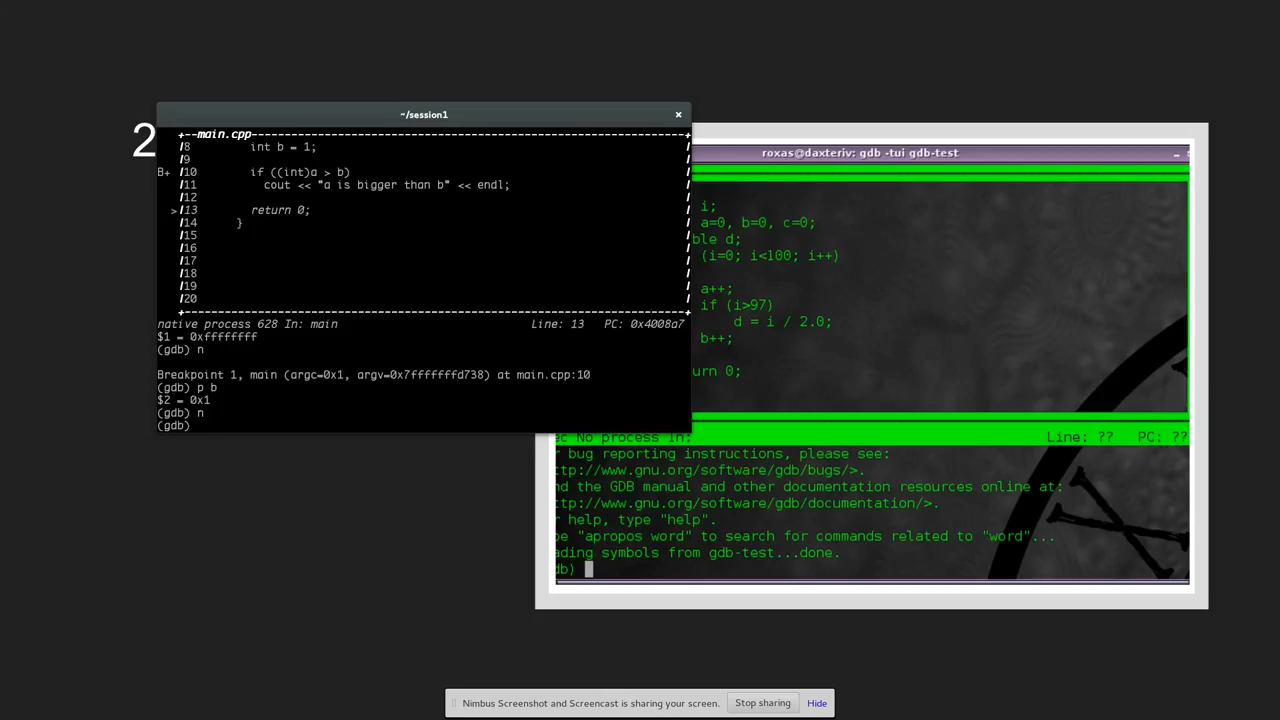 2
~/session1
×
+--main.cpp--------------------------------------------------------------------+
|8         int b = 1;
|9
B+ |10        if ((int)a > b)
|11          cout << "a is bigger than b" << endl;
|12
>|13        return 0;
|14      }
|15
|16
|17
|18
|19
|20
native process 628 In: main                              Line: 13   PC: 0x4008a7
$1 = 0xffffffff
(gdb) n
Breakpoint 1, main (argc=0x1, argv=0x7fffffffd738) at main.cpp:10
(gdb) p b
$2 = 0x1
(gdb) n
(gdb)
roxas@daxteriv: gdb -tui gdb-test
i;
a=0, b=0, c=0;
ble d;
(i=0; i<100; i++)
a++;
if (i>97)
d = i / 2.0;
b++;
urn 0;
ec No process In:                    Line: ??   PC: ??
r bug reporting instructions, please see:
ttp://www.gnu.org/software/gdb/bugs/>.
nd the GDB manual and other documentation resources online at:
ttp://www.gnu.org/software/gdb/documentation/>.
r help, type "help".
pe "apropos word" to search for commands related to "word"...
ading symbols from gdb-test...done.
db)
Nimbus Screenshot and Screencast is sharing your screen.
Stop sharing
Hide